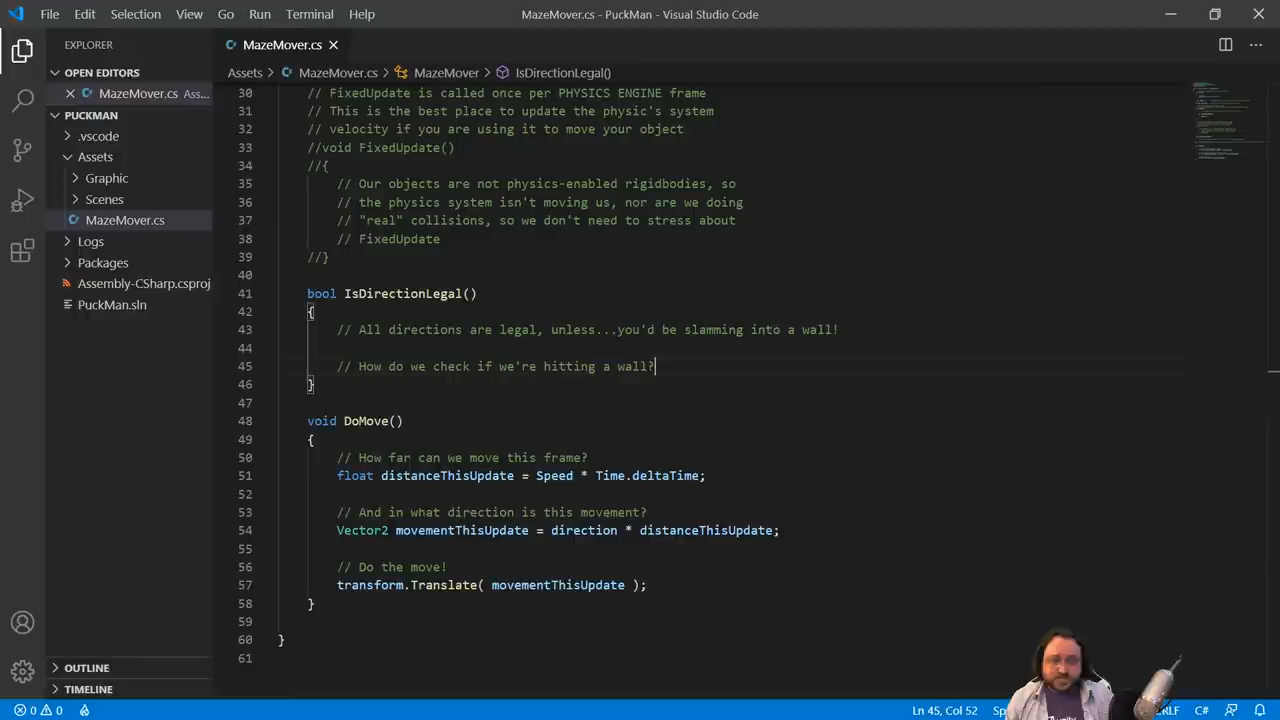 File Edit Selection View Go Run Terminal Help MazeMover.cs - PuckMan - Visual Studio Code
EXPLORER
MazeMover.cs
OPEN EDITORS
MazeMover.cs Ass...
PUCKMAN
.vscode
Assets
Graphic
Scenes
MazeMover.cs
Logs
Packages
Assembly-CSharp.csproj
PuckMan.sln
OUTLINE
TIMELINE
Assets > MazeMover.cs > MazeMover > IsDirectionLegal()
30 // FixedUpdate is called once per PHYSICS ENGINE frame
31 // This is the best place to update the physic's system
32 // velocity if you are using it to move your object
33 //void FixedUpdate()
34 //{
35 // Our objects are not physics-enabled rigidbodies, so
36 // the physics system isn't moving us, nor are we doing
37 // "real" collisions, so we don't need to stress about
38 // FixedUpdate
39 //}
40
41 bool IsDirectionLegal()
42 {
43 // All directions are legal, unless...you'd be slamming into a wall!
44
45 // How do we check if we're hitting a wall?
46 }
47
48 void DoMove()
49 {
50 // How far can we move this frame?
51 float distanceThisUpdate = Speed * Time.deltaTime;
52
53 // And in what direction is this movement?
54 Vector2 movementThisUpdate = direction * distanceThisUpdate;
55
56 // Do the move!
57 transform.Translate( movementThisUpdate );
58 }
59
60 }
61
0 0 Ln 45, Col 52 Sp RLF C#